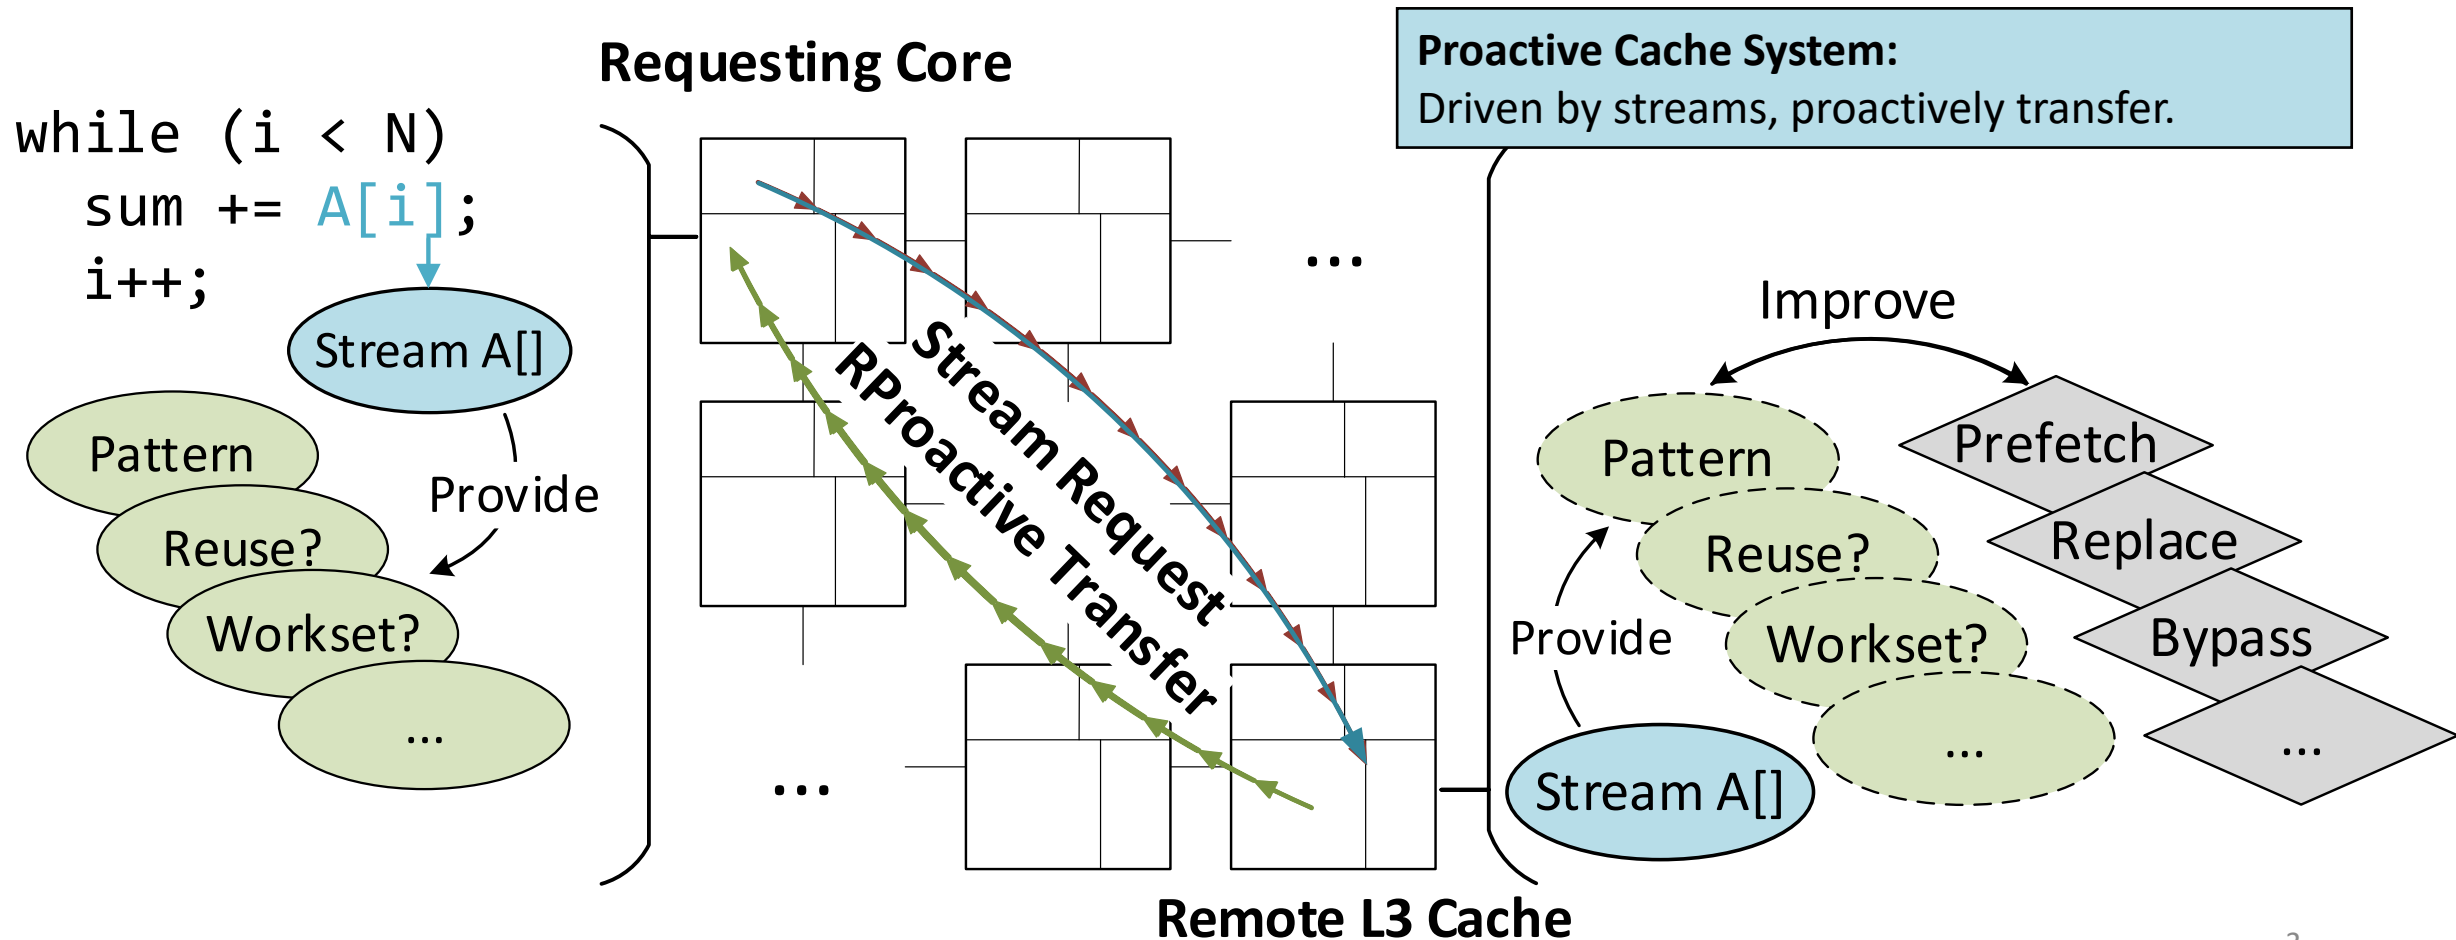 Requesting Core
Proactive Cache System:
Driven by streams, proactively transfer.
while (i < N)
sum += A[i];
i++;
Stream A[]
Pattern
Reuse?
Workset?
...
Provide
...
Stream Request
RProactive Transfer
...
Remote L3 Cache
Improve
Pattern
Reuse?
Workset?
...
Prefetch
Replace
Bypass
...
Provide
Stream A[]